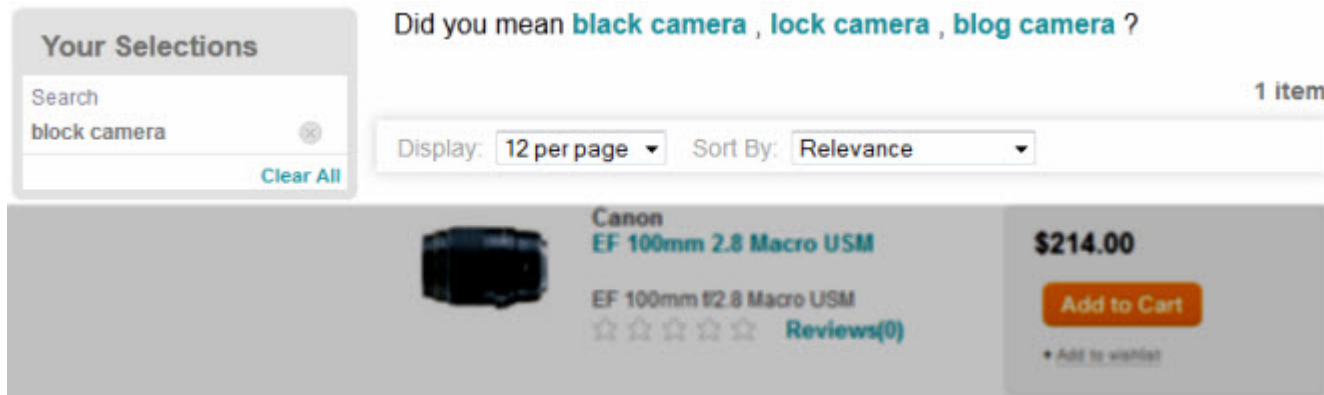 Your Selections
Search
block camera
Clear All
Did you mean black camera , lock camera , blog camera ?
1 item
Display: 12 per page Sort By: Relevance
Canon
EF 100mm 2.8 Macro USM
EF 100mm f/2.8 Macro USM
Reviews(0)
$214.00
Add to Cart
+ Add to wishlist